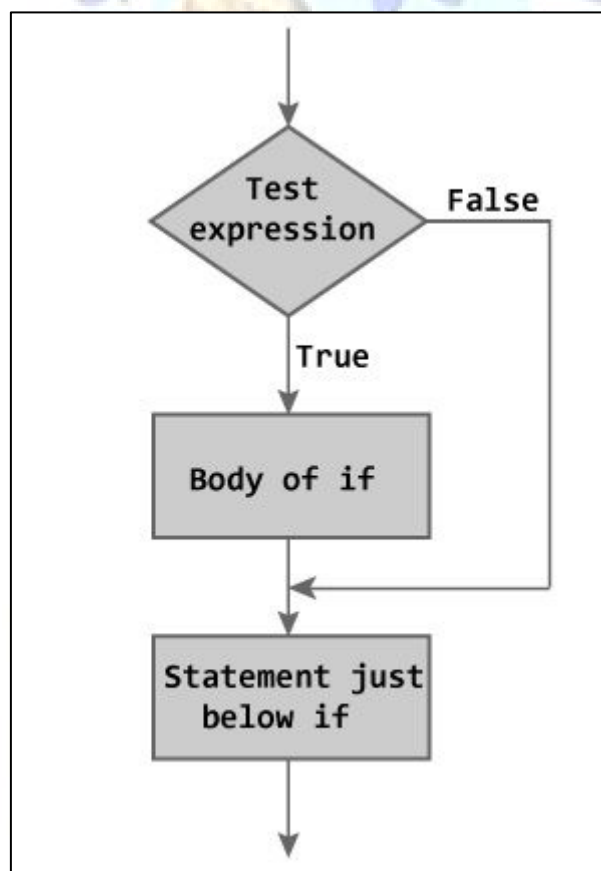 Test
expression
False
True
Body of if
Statement just
below if